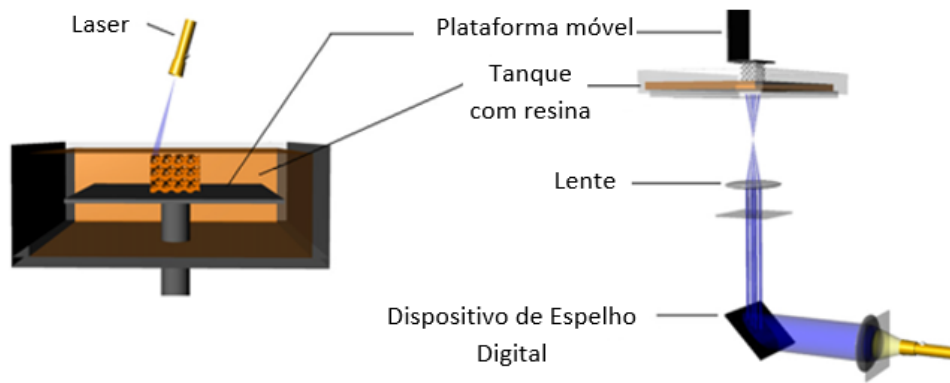 Laser
Plataforma móvel
Tanque
com resina
Lente
Dispositivo de Espelho
Digital